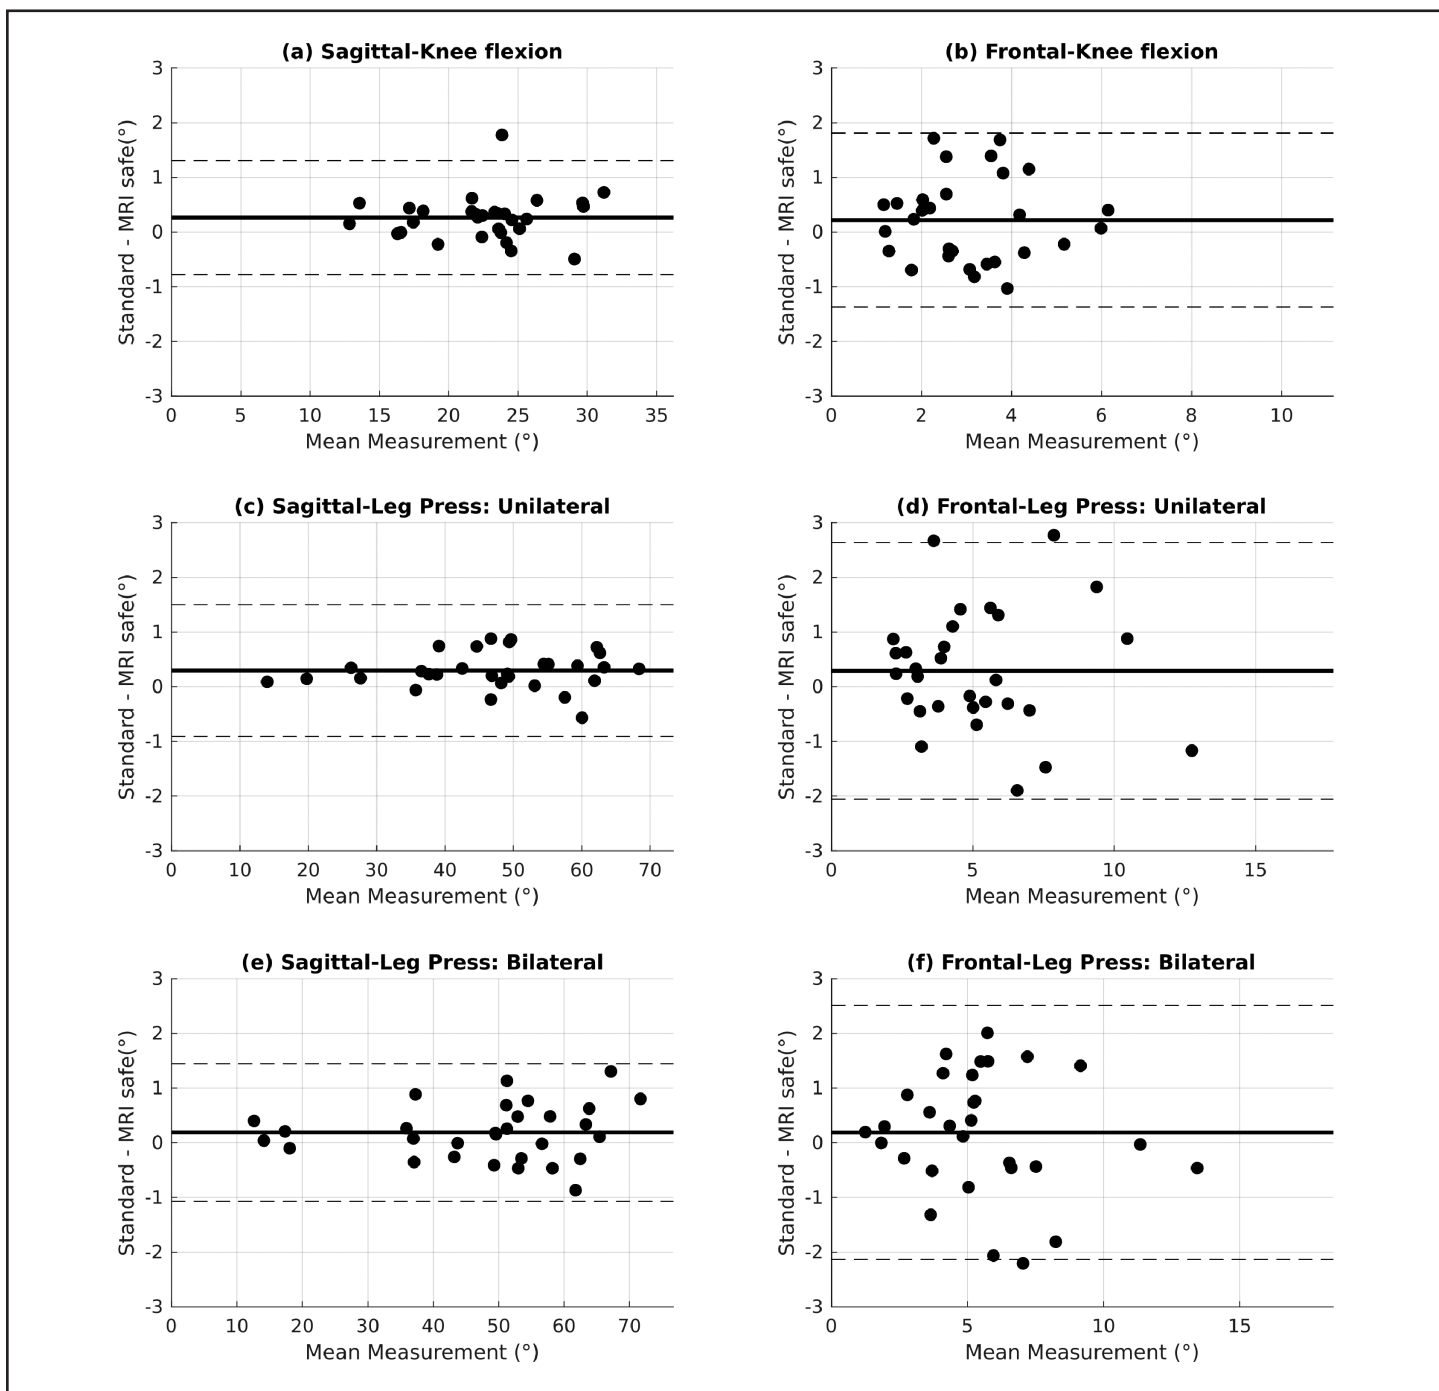 (a) Sagittal-Knee flexion
3
2
1
0
-1
-2
-3
Standard - MRI safe(°)
0 5 10 15 20 25 30 35
Mean Measurement (°)
(b) Frontal-Knee flexion
3
2
1
0
-1
-2
-3
Standard - MRI safe(°)
0 2 4 6 8 10
Mean Measurement (°)
(c) Sagittal-Leg Press: Unilateral
3
2
1
0
-1
-2
-3
Standard - MRI safe(°)
0 10 20 30 40 50 60 70
Mean Measurement (°)
(d) Frontal-Leg Press: Unilateral
3
2
1
0
-1
-2
-3
Standard - MRI safe(°)
0 5 10 15
Mean Measurement (°)
(e) Sagittal-Leg Press: Bilateral
3
2
1
0
-1
-2
-3
Standard - MRI safe(°)
0 10 20 30 40 50 60 70
Mean Measurement (°)
(f) Frontal-Leg Press: Bilateral
3
2
1
0
-1
-2
-3
Standard - MRI safe(°)
0 5 10 15
Mean Measurement (°)